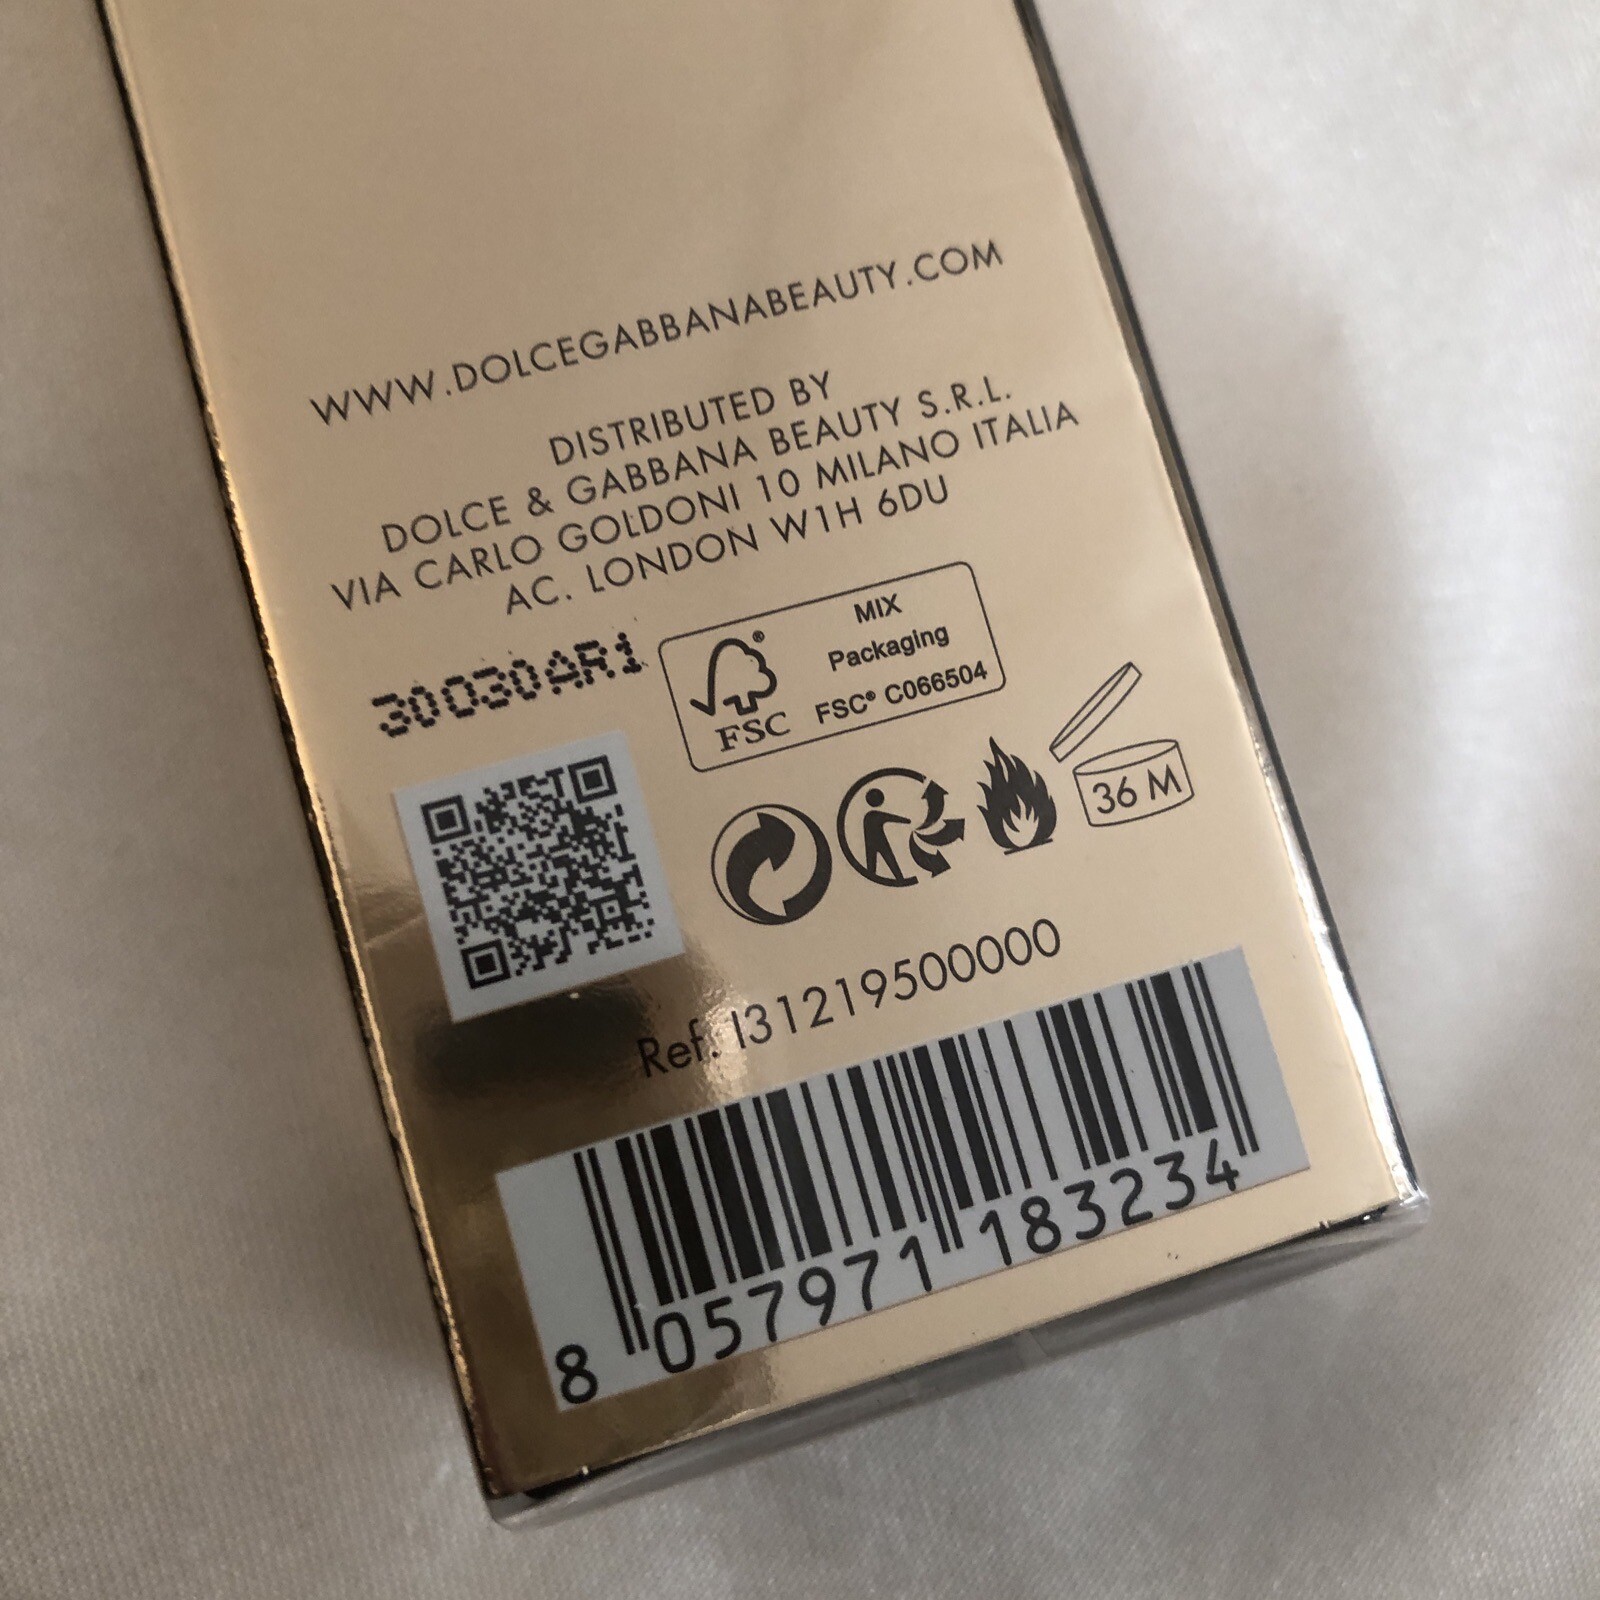 WWW.DOLCEGABBANABEAUTY.COM
DISTRIBUTED BY
DOLCE & GABBANA BEAUTY S.R.L.
VIA CARLO GOLDONI 10 MILANO ITALIA
AC. LONDON W1H 6DU
30030AR1
MIX
Packaging
FSC® C066504
FSC
36 M
Ref: I31219500000
8 057971 183234